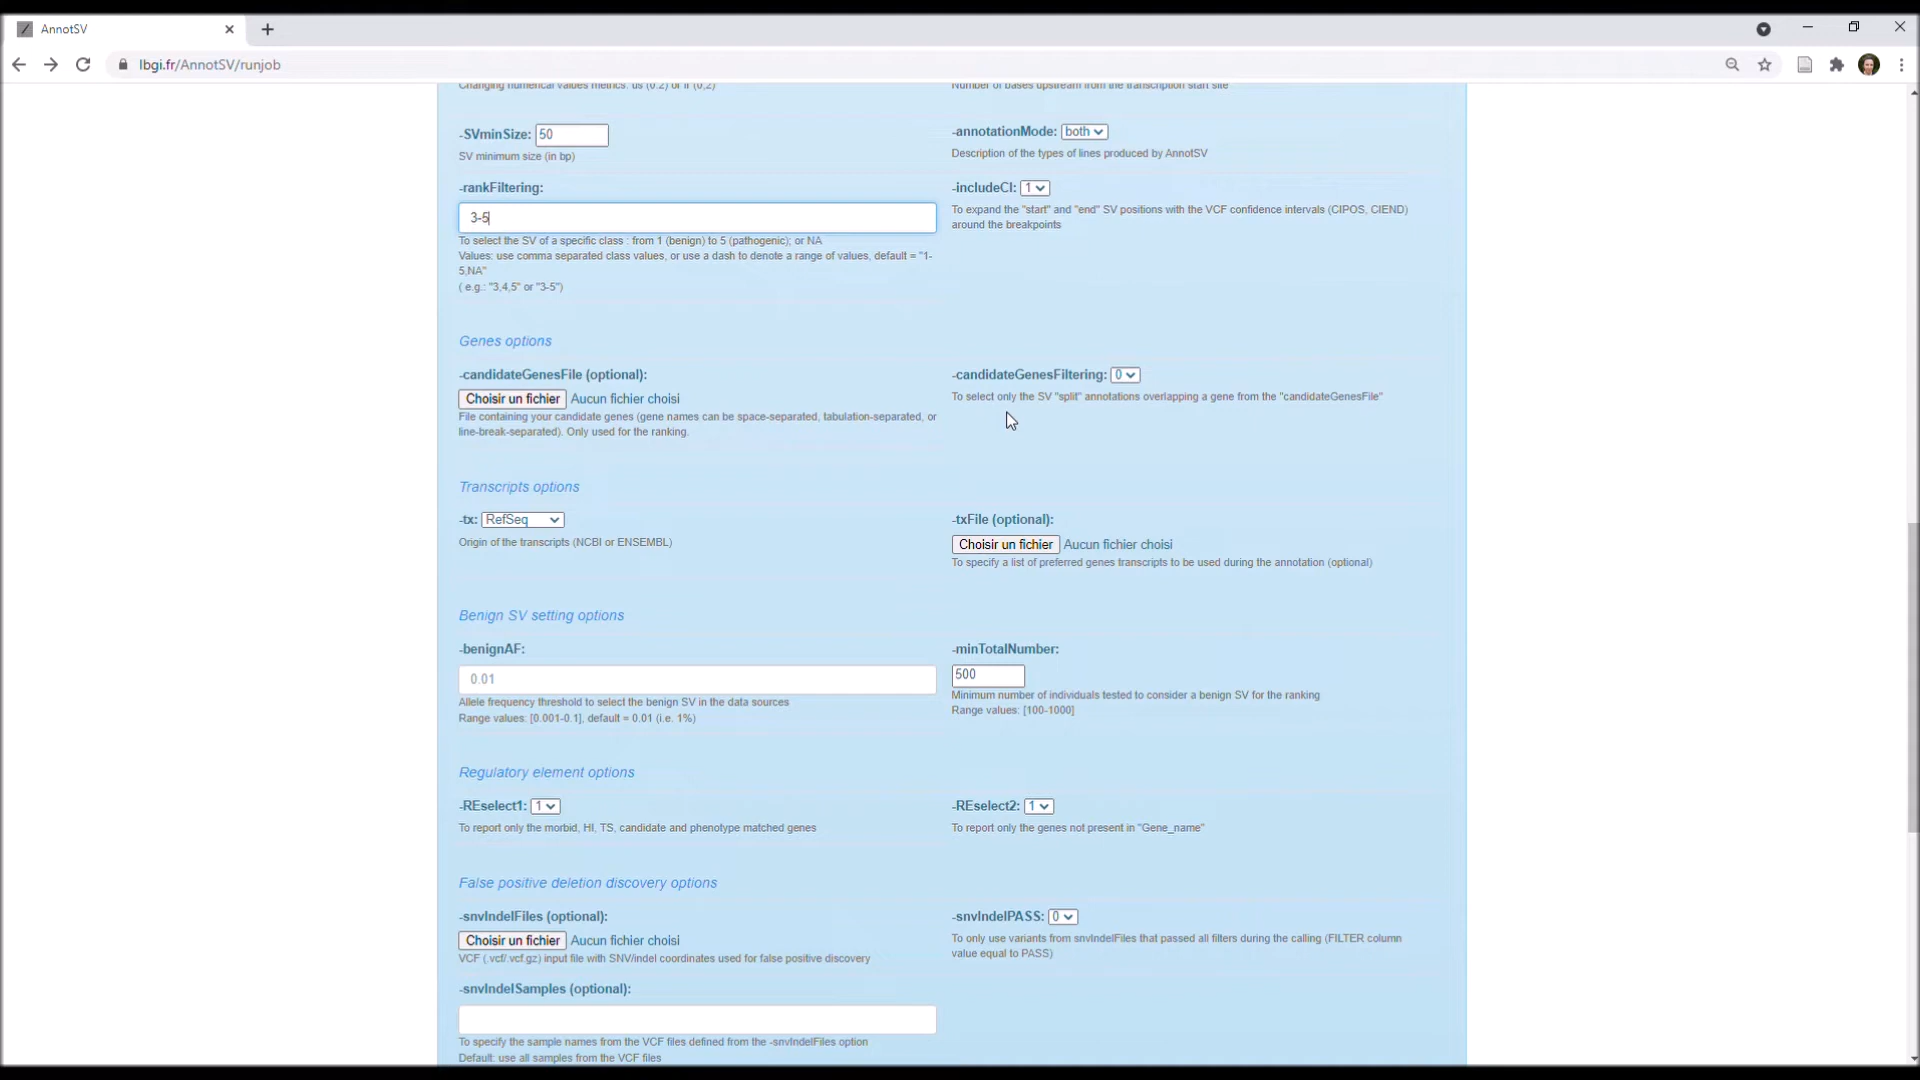 AnnotSV
lbgi.fr/AnnotSV/runjob
Changing numerical values metrics: us (0.2) or fr (0,2)
Number of bases upstream from the transcription start site
-SVminSize: 50
-annotationMode: both
SV minimum size (in bp)
Description of the types of lines produced by AnnotSV
-rankFiltering:
-includeCI: 1
3-5
To expand the "start" and "end" SV positions with the VCF confidence intervals (CIPOS, CIEND)
around the breakpoints
To select the SV of a specific class : from 1 (benign) to 5 (pathogenic); or NA
Values: use comma separated class values, or use a dash to denote a range of values, default = "1-
5,NA"
( e.g.: "3,4,5" or "3-5")
Genes options
-candidateGenesFile (optional):
-candidateGenesFiltering: 0
Choisir un fichier Aucun fichier choisi
To select only the SV "split" annotations overlapping a gene from the "candidateGenesFile"
File containing your candidate genes (gene names can be space-separated, tabulation-separated, or
line-break-separated). Only used for the ranking.
Transcripts options
-tx: RefSeq
-txFile (optional):
Origin of the transcripts (NCBI or ENSEMBL)
Choisir un fichier Aucun fichier choisi
To specify a list of preferred genes transcripts to be used during the annotation (optional)
Benign SV setting options
-benignAF:
-minTotalNumber:
0.01
500
Allele frequency threshold to select the benign SV in the data sources
Minimum number of individuals tested to consider a benign SV for the ranking
Range values: [0.001-0.1], default = 0.01 (i.e. 1%)
Range values: [100-1000]
Regulatory element options
-REselect1: 1
-REselect2: 1
To report only the morbid, HI, TS, candidate and phenotype matched genes
To report only the genes not present in "Gene_name"
False positive deletion discovery options
-snvIndelFiles (optional):
-snvIndelPASS: 0
Choisir un fichier Aucun fichier choisi
To only use variants from snvIndelFiles that passed all filters during the calling (FILTER column
value equal to PASS)
VCF (.vcf/.vcf.gz) input file with SNV/indel coordinates used for false positive discovery
-snvIndelSamples (optional):
To specify the sample names from the VCF files defined from the -snvIndelFiles option
Default: use all samples from the VCF files